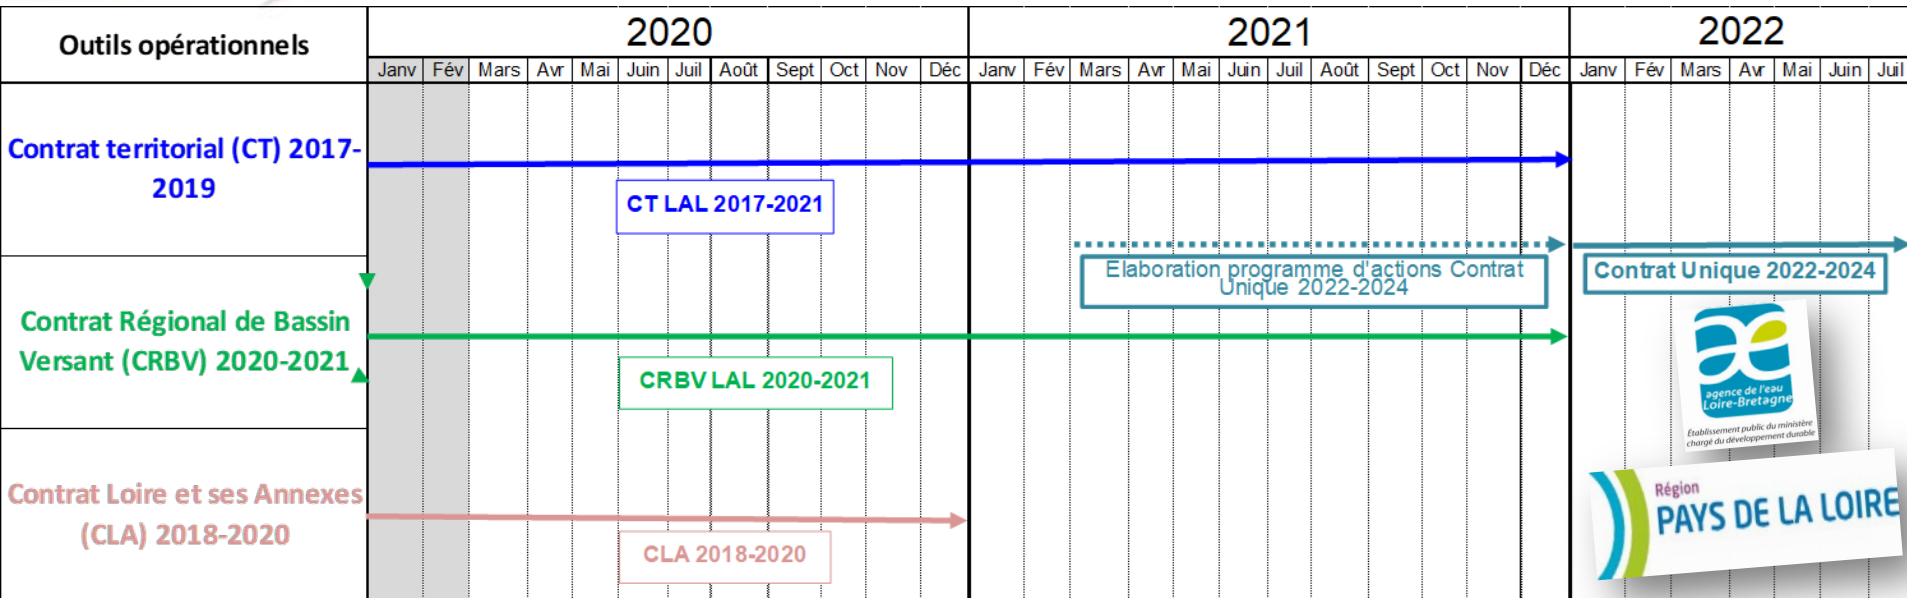 Outils opérationnels
2020
2021
2022
Janv Fév Mars Avr Mai Juin Juil Août Sept Oct Nov Déc Janv Fév Mars Avr Mai Juin Juil Août Sept Oct Nov Déc Janv Fév Mars Avr Mai Juin Juil
Contrat territorial (CT) 2017-
2019
CT LAL 2017-2021
Elaboration programme d'actions Contrat
Unique 2022-2024
Contrat Unique 2022-2024
Contrat Régional de Bassin
Versant (CRBV) 2020-2021
CRBV LAL 2020-2021
æ
agence de l'eau
Loire-Bretagne
Établissement public du ministère
chargé du développement durable
Contrat Loire et ses Annexes
(CLA) 2018-2020
CLA 2018-2020
Région
PAYS DE LA LOIRE